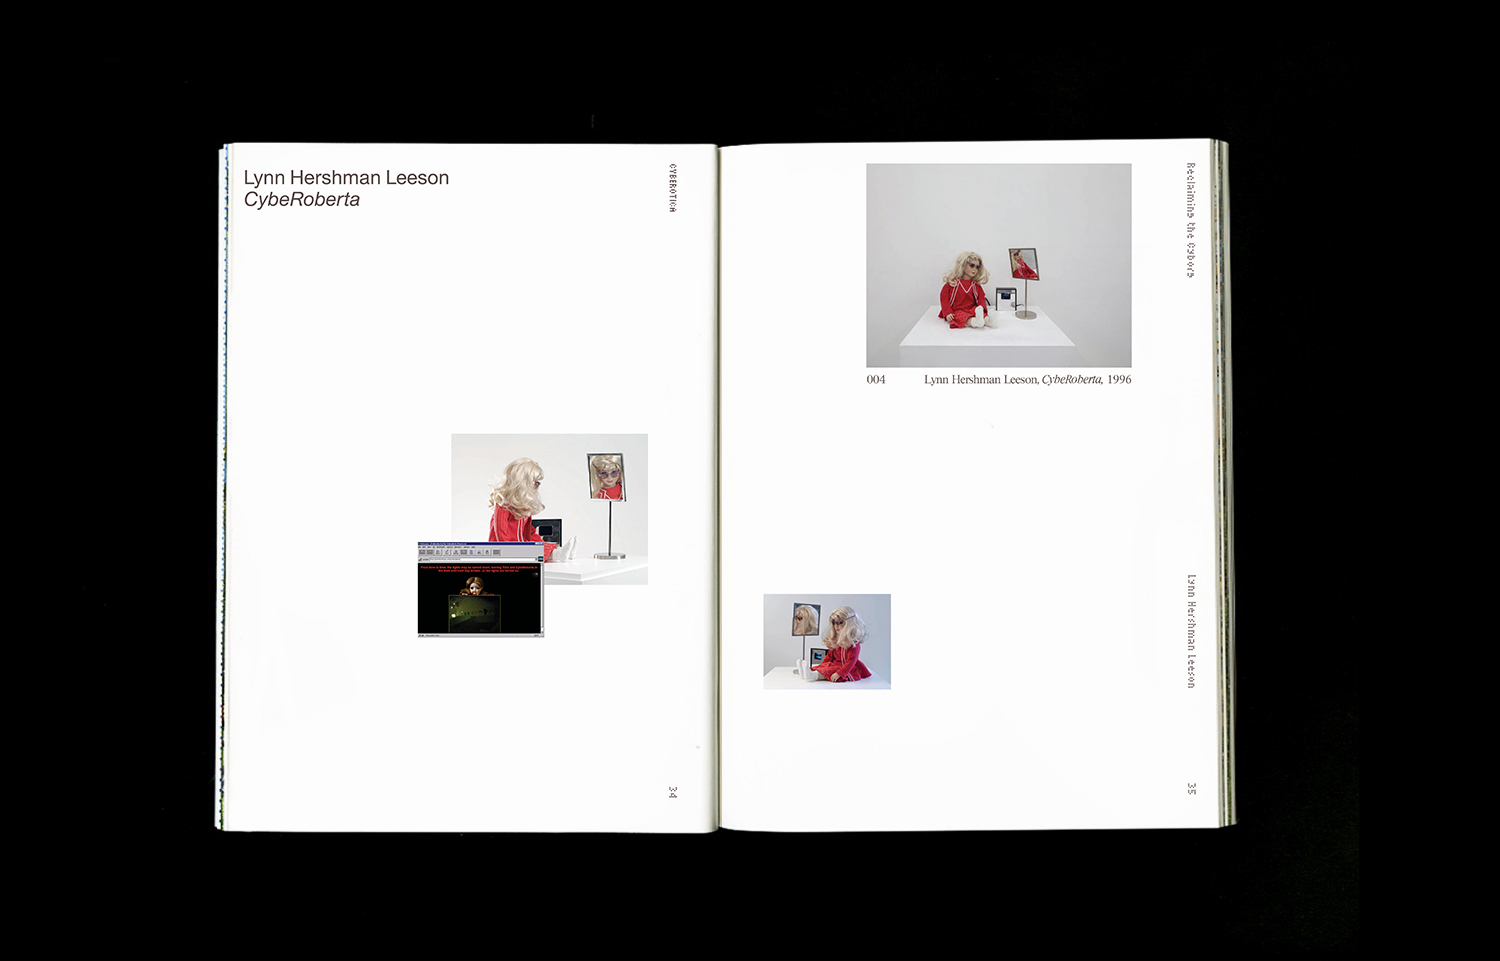 Lynn Hershman Leeson
CybeRoberta
CYBEROTICA
34
Reclaiming the Cyborg
004 Lynn Hershman Leeson, CybeRoberta, 1996
Lynn Hershman Leeson
35